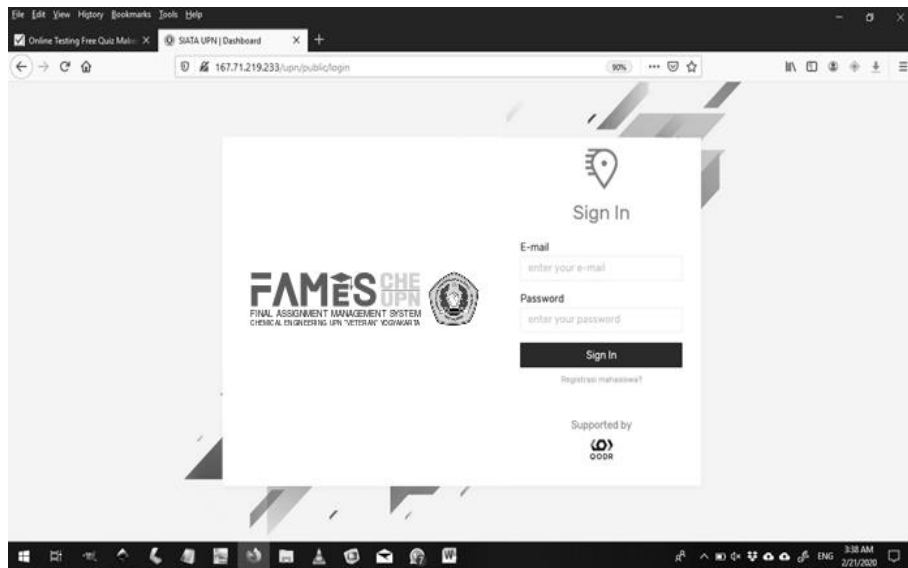 File Edit View History Bookmarks Tools Help
Online Testing Free Quiz Maker
SIATA UPN | Dashboard
167.71.219.233/upn/public/login
90%
Sign In
E-mail
enter your e-mail
FAMES CHE UPN
FINAL ASSIGNMENT MANAGEMENT SYSTEM
CHEMICAL ENGINEERING UPN "VETERAN" YOGYAKARTA
Password
enter your password
Sign In
Registrasi mahasiswa?
Supported by
QODR
ENG
3:38 AM
2/21/2020